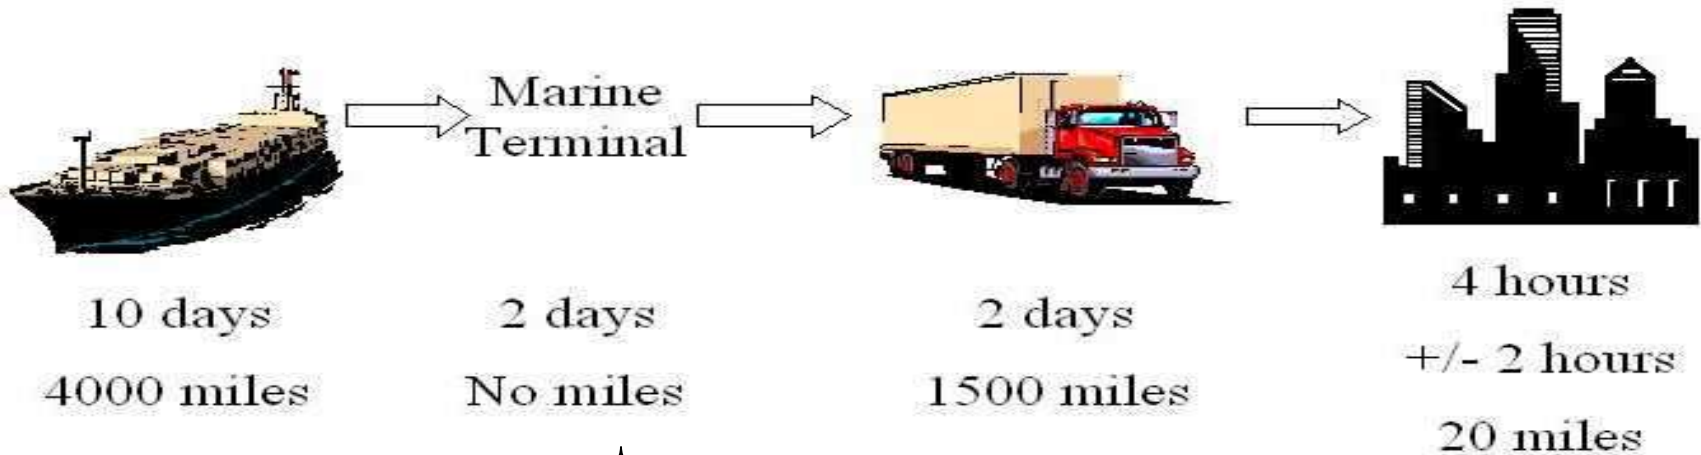 Marine
Terminal
10 days
4000 miles
2 days
No miles
2 days
1500 miles
4 hours
+/- 2 hours
20 miles